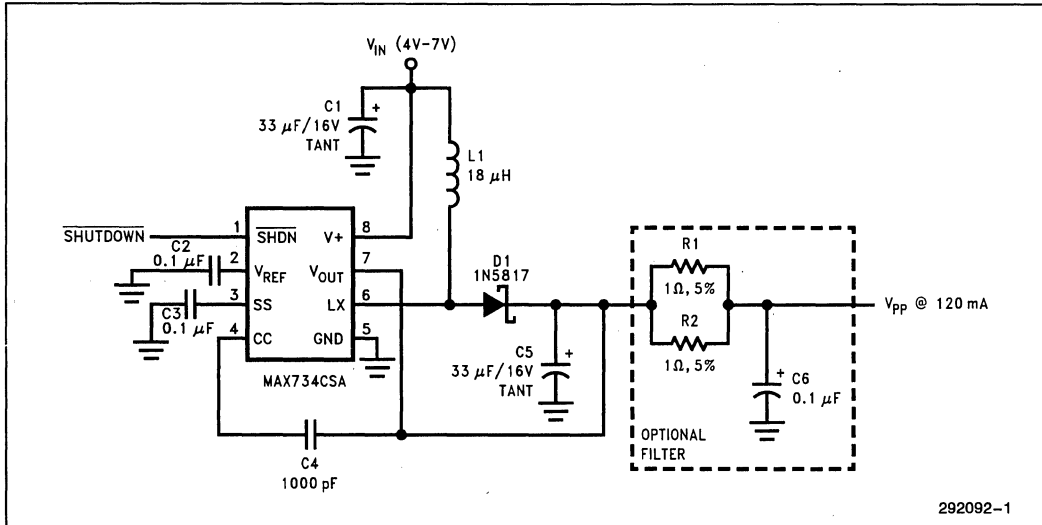 V_IN (4V-7V)
C1
+
33 µF/16V
TANT
L1
18 µH
SHUTDOWN
1
SHDN
V+
8
C2
0.1 µF
2
V_REF
V_OUT
7
3
SS
LX
6
C3
0.1 µF
4
CC
GND
5
MAX734CSA
D1
1N5817
C5
+
33 µF/16V
TANT
C4
1000 pF
R1
1Ω, 5%
R2
1Ω, 5%
+
C6
0.1 µF
OPTIONAL
FILTER
V_PP @ 120 mA
292092-1